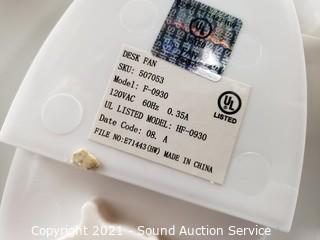 DESK FAN
SKU: 507053
Model: F-0930
120VAC 60Hz 0.35A
UL LISTED MODEL: HF-0930
Date Code: 08. A
FILE NO:E71443(HW) MADE IN CHINA
UL
LISTED
Copyright 2021 - Sound Auction Service